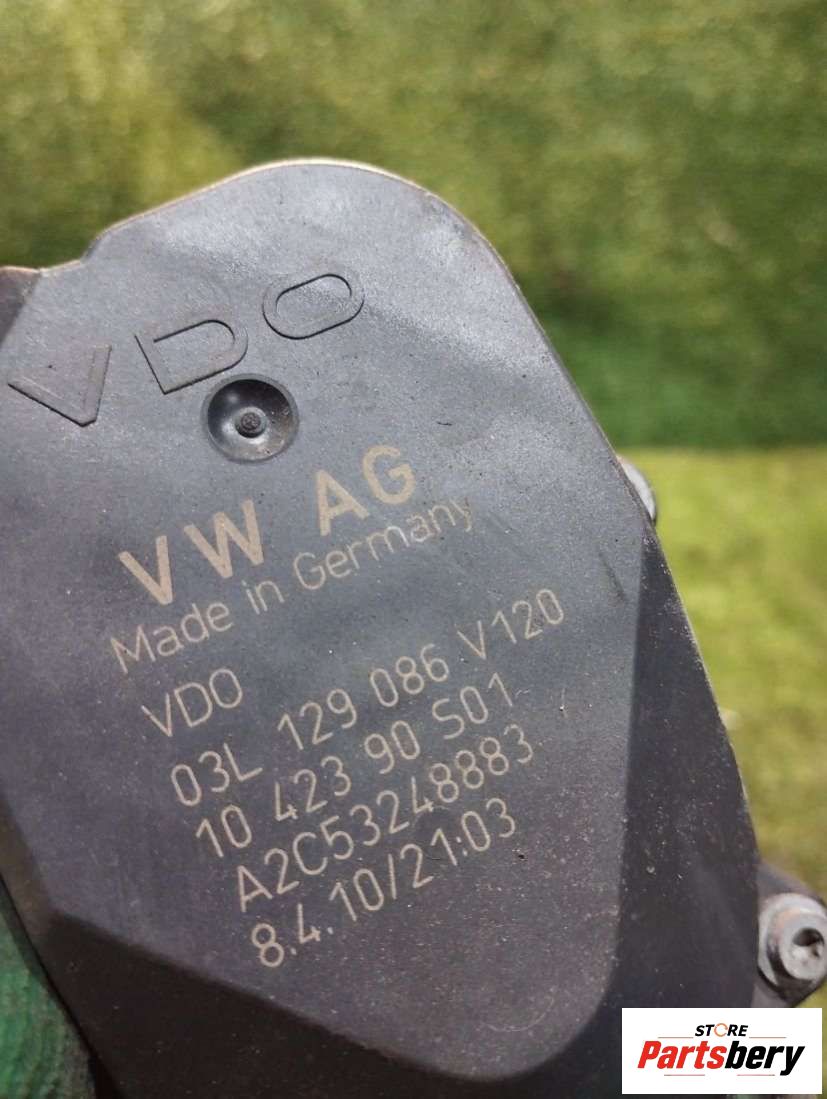 VDO
VW AG
Made in Germany
VDO
03L 129 086 V120
10 423 90 S01
A2C53248883
8.4.10/21:03
STORE
Partsbery